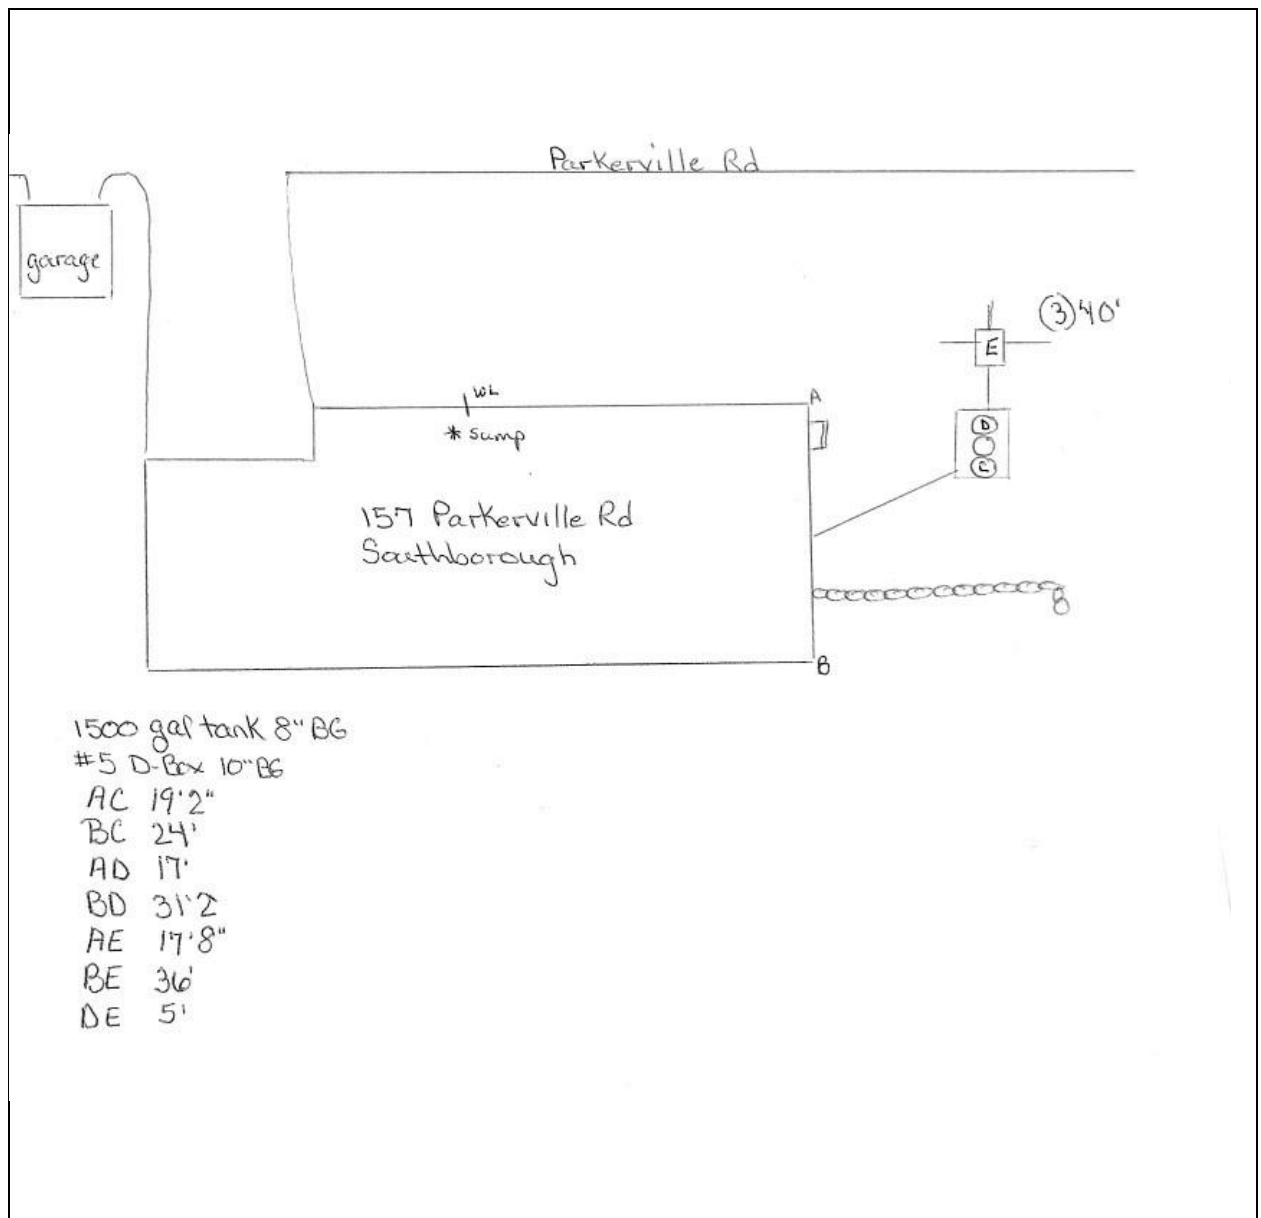 Parkerville Rd
garage
③ 40'
E
WL
A
* sump
D
C
157 Parkerville Rd
Southborough
B
1500 gal tank 8" BG
#5 D-Box 10" BG
AC 19'2"
BC 24'
AD 17'
BD 31'2
AE 17'8"
BE 36'
DE 5'